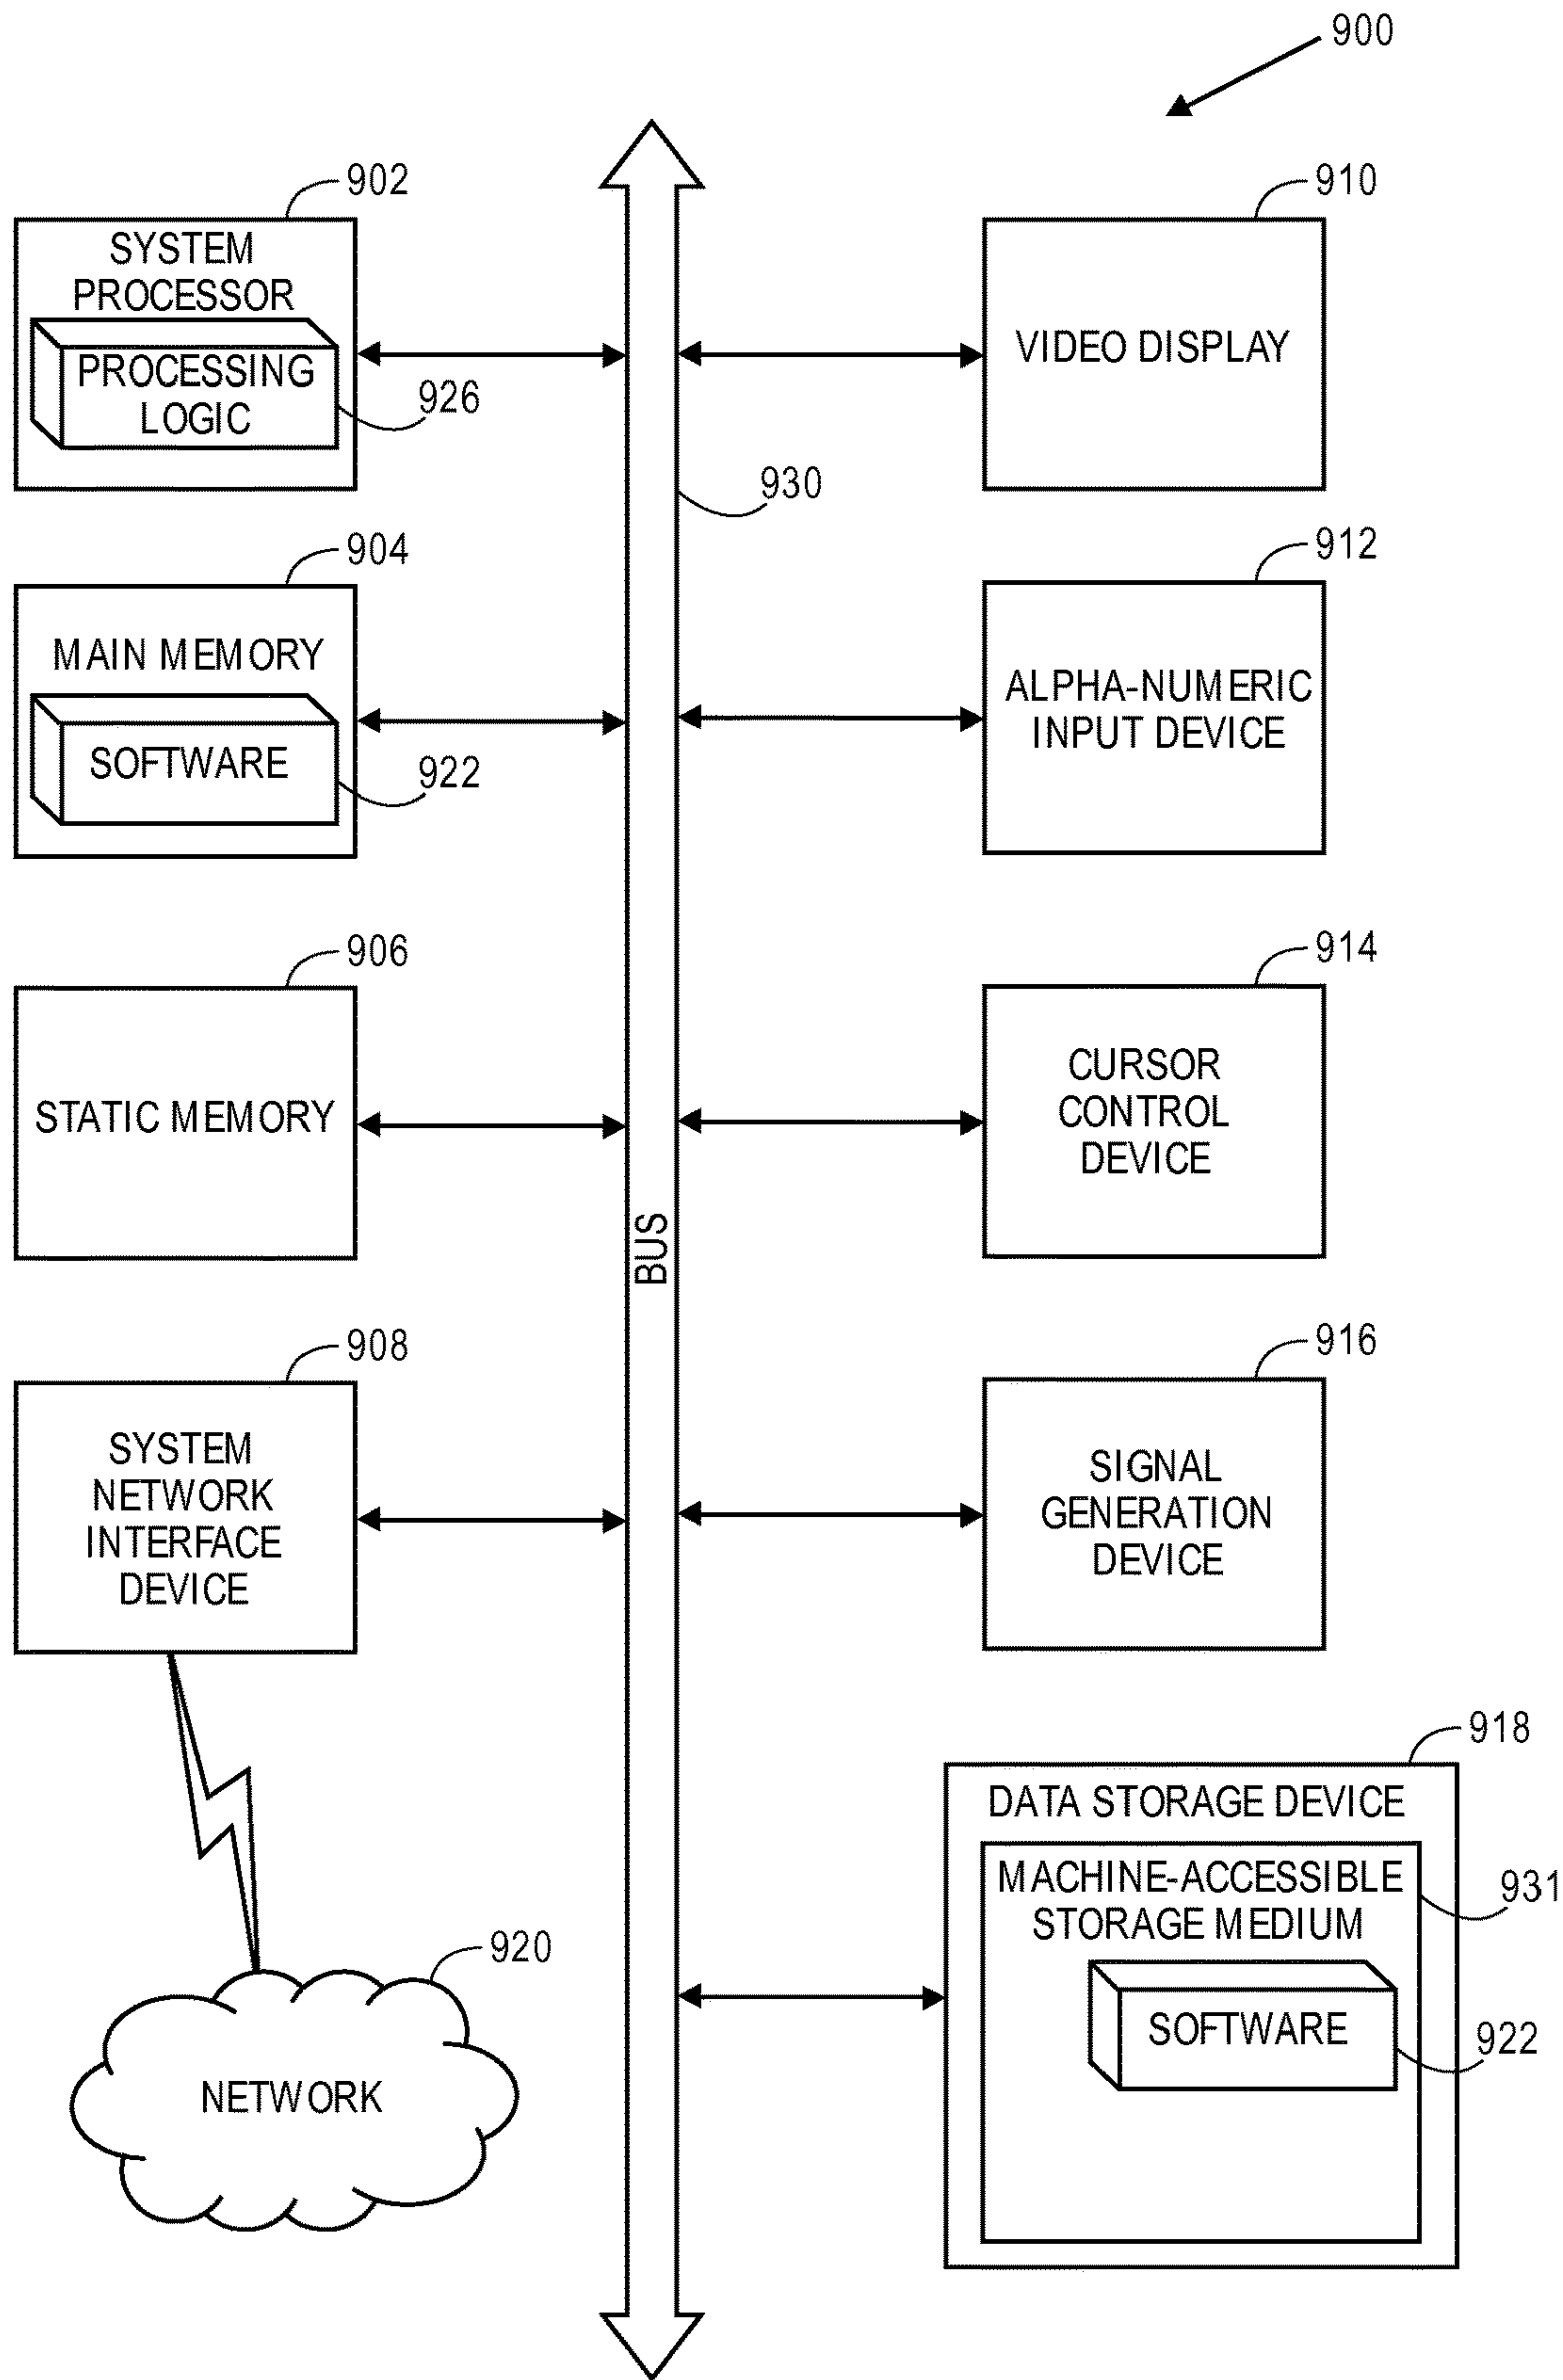 900
902
SYSTEM
PROCESSOR
PROCESSING
LOGIC
926
904
MAIN MEMORY
SOFTWARE
922
906
STATIC MEMORY
908
SYSTEM
NETWORK
INTERFACE
DEVICE
920
NETWORK
930
BUS
910
VIDEO DISPLAY
912
ALPHA-NUMERIC
INPUT DEVICE
914
CURSOR
CONTROL
DEVICE
916
SIGNAL
GENERATION
DEVICE
918
DATA STORAGE DEVICE
MACHINE-ACCESSIBLE
STORAGE MEDIUM
931
SOFTWARE
922